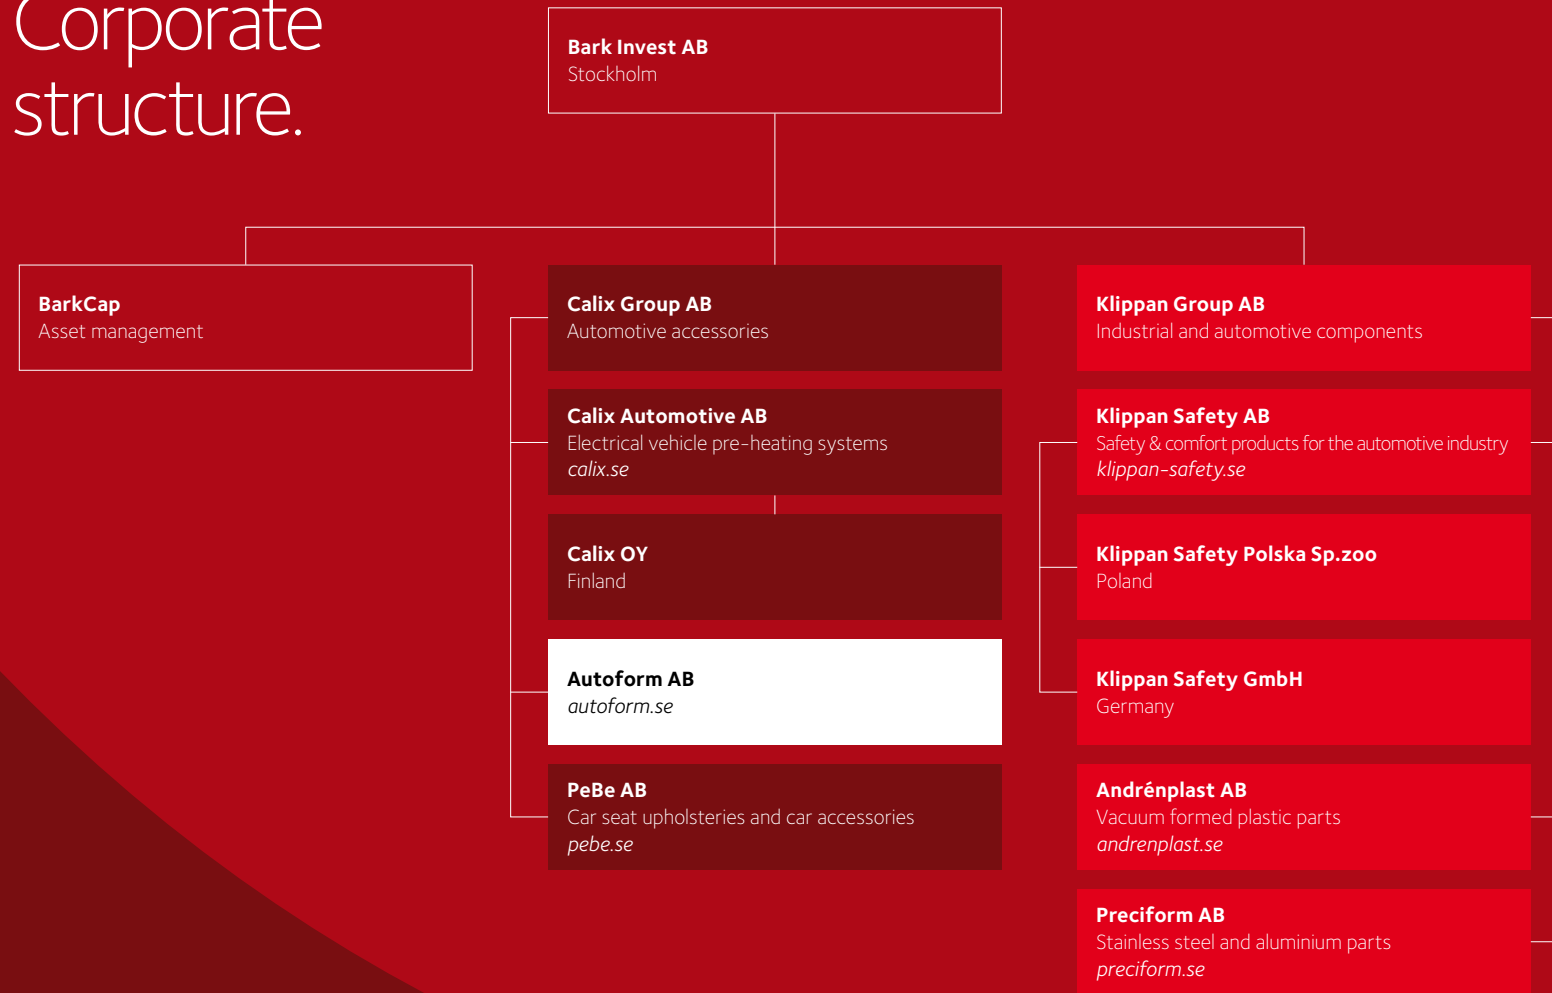 Corporate
structure.
Bark Invest AB
Stockholm
BarkCap
Asset management
Calix Group AB
Automotive accessories
Calix Automotive AB
Electrical vehicle pre-heating systems
calix.se
Calix OY
Finland
Autoform AB
autoform.se
PeBe AB
Car seat upholsteries and car accessories
pebe.se
Klippan Group AB
Industrial and automotive components
Klippan Safety AB
Safety & comfort products for the automotive industry
klippan-safety.se
Klippan Safety Polska Sp.zoo
Poland
Klippan Safety GmbH
Germany
Andrénplast AB
Vacuum formed plastic parts
andrenplast.se
Preciform AB
Stainless steel and aluminium parts
preciform.se